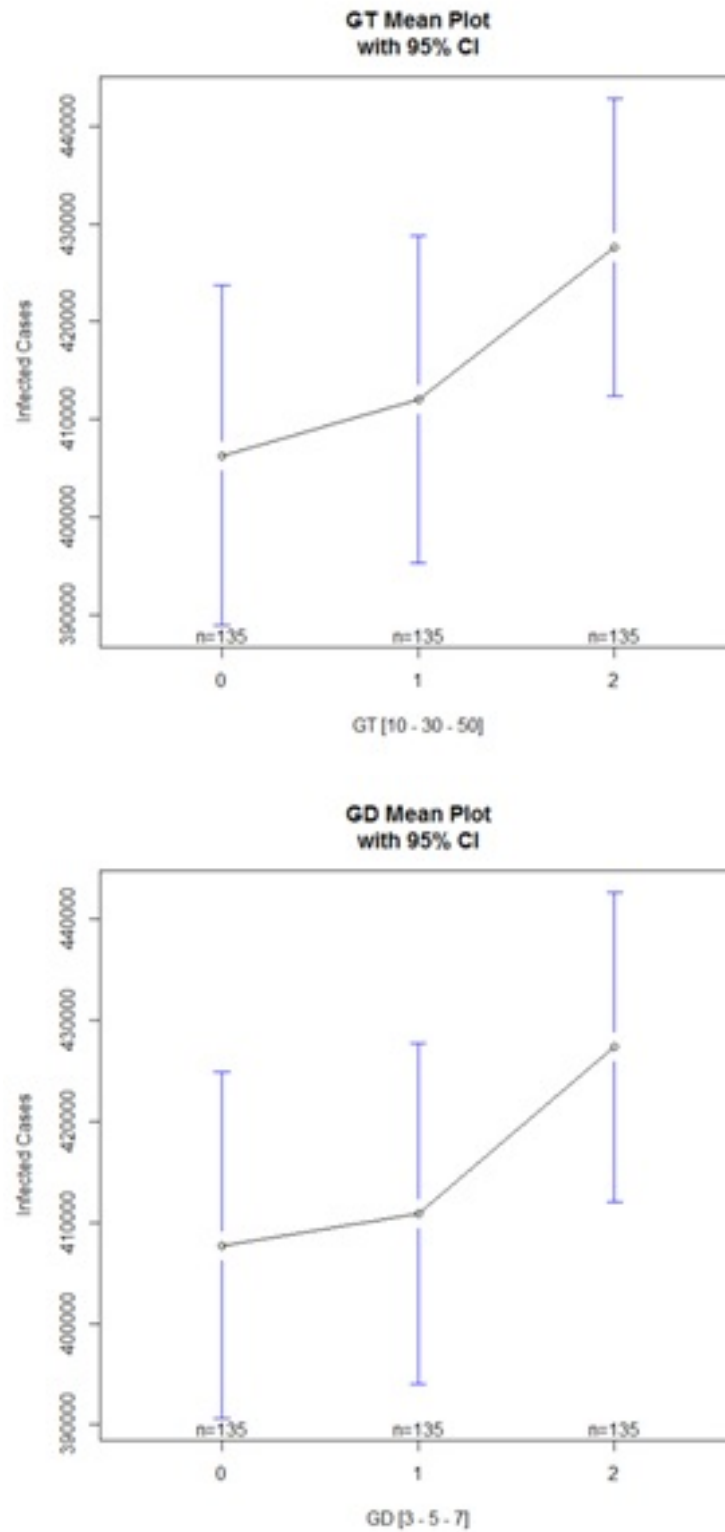 GT Mean Plot
with 95% CI
Infected Cases
440000
430000
420000
410000
400000
390000
n=135 n=135 n=135
0 1 2
GT [10 - 30 - 50]
GD Mean Plot
with 95% CI
Infected Cases
440000
430000
420000
410000
400000
390000
n=135 n=135 n=135
0 1 2
GD [3 - 5 - 7]